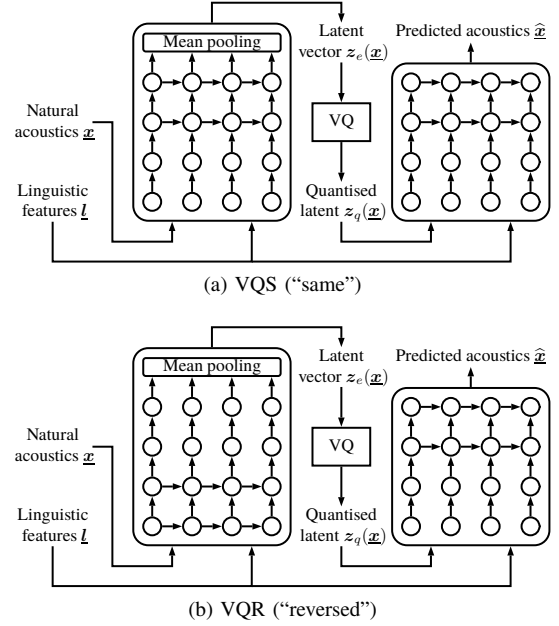 Mean pooling
Latent
vector z_e(x)
Predicted acoustics x̂
Natural
acoustics x
VQ
Linguistic
features l
Quantised
latent z_q(x)
(a) VQS (“same”)
Mean pooling
Latent
vector z_e(x)
Predicted acoustics x̂
Natural
acoustics x
VQ
Linguistic
features l
Quantised
latent z_q(x)
(b) VQR (“reversed”)